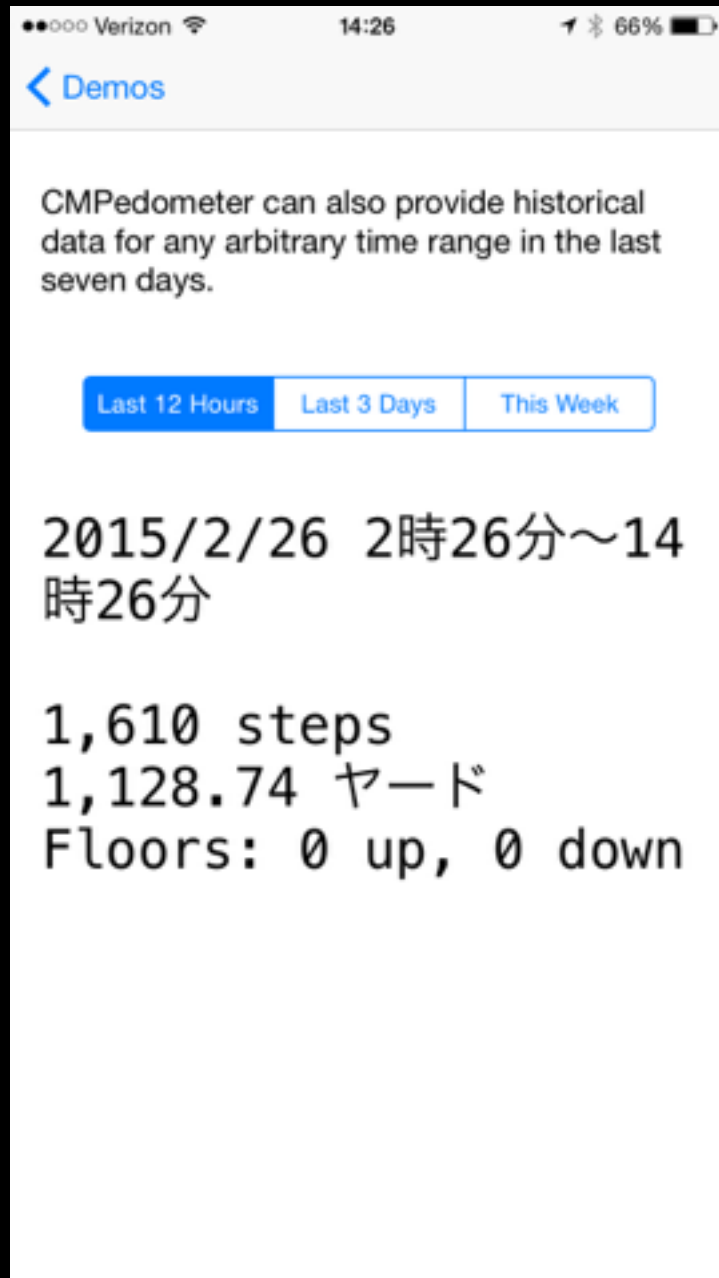 Verizon 14:26 66%
Demos
CMPedometer can also provide historical
data for any arbitrary time range in the last
seven days.
Last 12 Hours Last 3 Days This Week
2015/2/26 2時26分〜14
時26分
1,610 steps
1,128.74 ヤード
Floors: 0 up, 0 down